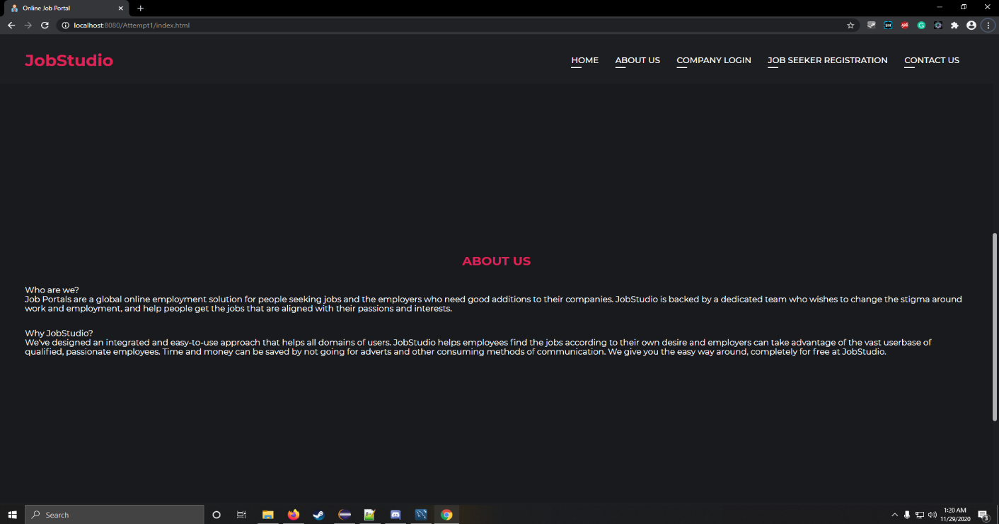 Online Job Portal
localhost:8080/Attempt1/index.html
JobStudio
HOME ABOUT US COMPANY LOGIN JOB SEEKER REGISTRATION CONTACT US
ABOUT US
Who are we?
Job Portals are a global online employment solution for people seeking jobs and the employers who need good additions to their companies. JobStudio is backed by a dedicated team who wishes to change the stigma around
work and employment, and help people get the jobs that are aligned with their passions and interests.
Why JobStudio?
We've designed an integrated and easy-to-use approach that helps all domains of users. JobStudio helps employees find the jobs according to their own desire and employers can take advantage of the vast userbase of
qualified, passionate employees. Time and money can be saved by not going for adverts and other consuming methods of communication. We give you the easy way around, completely for free at JobStudio.
Search
1:20 AM
11/29/2020
3